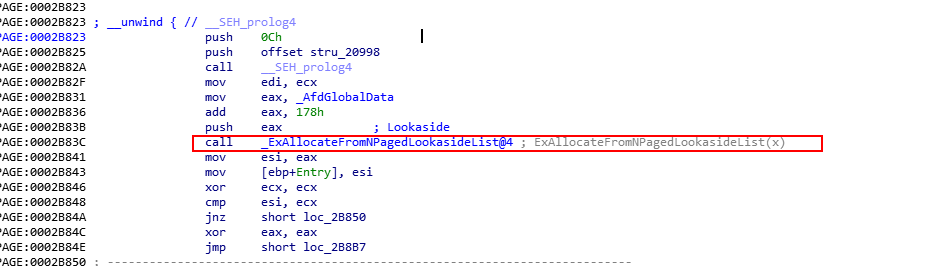 PAGE:0002B823
PAGE:0002B823 ; __unwind { // __SEH_prolog4
PAGE:0002B823 push 0Ch
PAGE:0002B825 push offset stru_20998
PAGE:0002B82A call __SEH_prolog4
PAGE:0002B82F mov edi, ecx
PAGE:0002B831 mov eax, _AfdGlobalData
PAGE:0002B836 add eax, 178h
PAGE:0002B83B push eax ; Lookaside
PAGE:0002B83C call _ExAllocateFromNPagedLookasideList@4 ; ExAllocateFromNPagedLookasideList(x)
PAGE:0002B841 mov esi, eax
PAGE:0002B843 mov [ebp+Entry], esi
PAGE:0002B846 xor ecx, ecx
PAGE:0002B848 cmp esi, ecx
PAGE:0002B84A jnz short loc_2B850
PAGE:0002B84C xor eax, eax
PAGE:0002B84E jmp short loc_2B8B7
PAGE:0002B850 ; ---------------------------------------------------------------------------